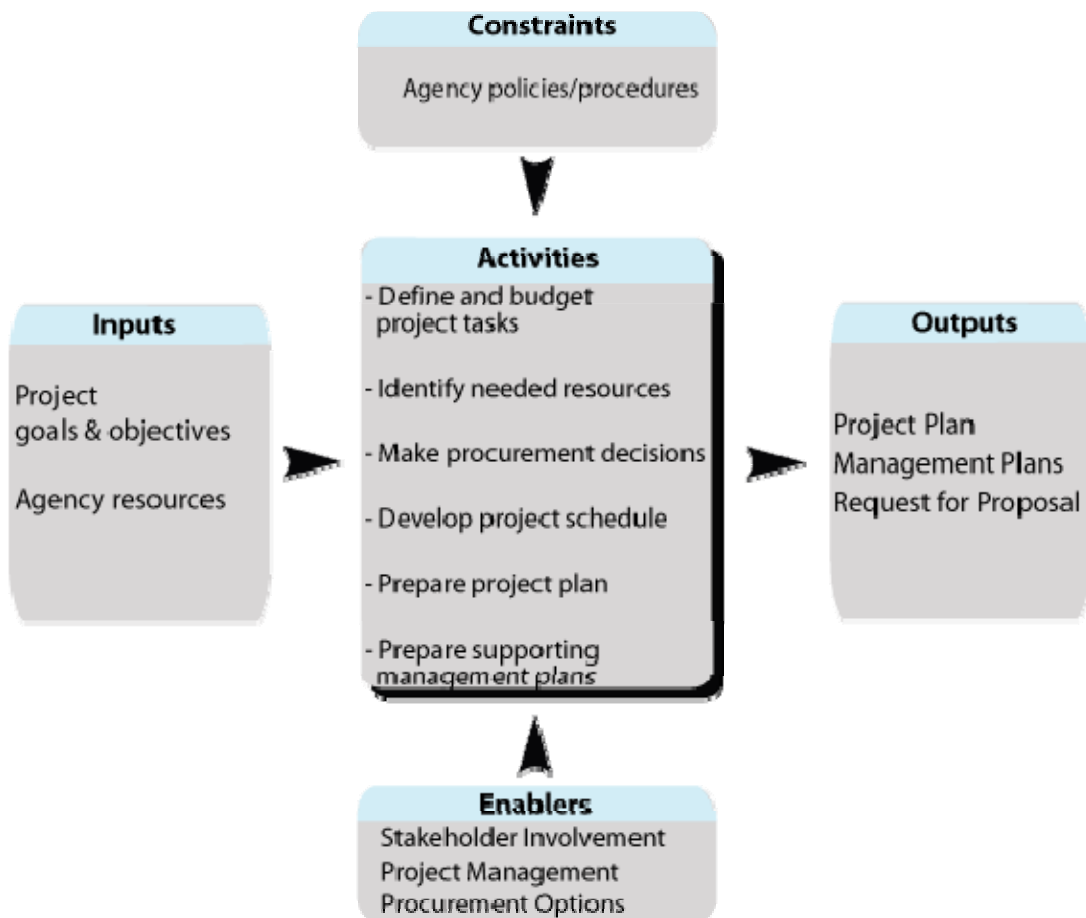 Constraints
Agency policies/procedures
Inputs
Project
goals & objectives
Agency resources
Activities
- Define and budget
project tasks
- Identify needed resources
- Make procurement decisions
- Develop project schedule
- Prepare project plan
- Prepare supporting
management plans
Outputs
Project Plan
Management Plans
Request for Proposal
Enablers
Stakeholder Involvement
Project Management
Procurement Options